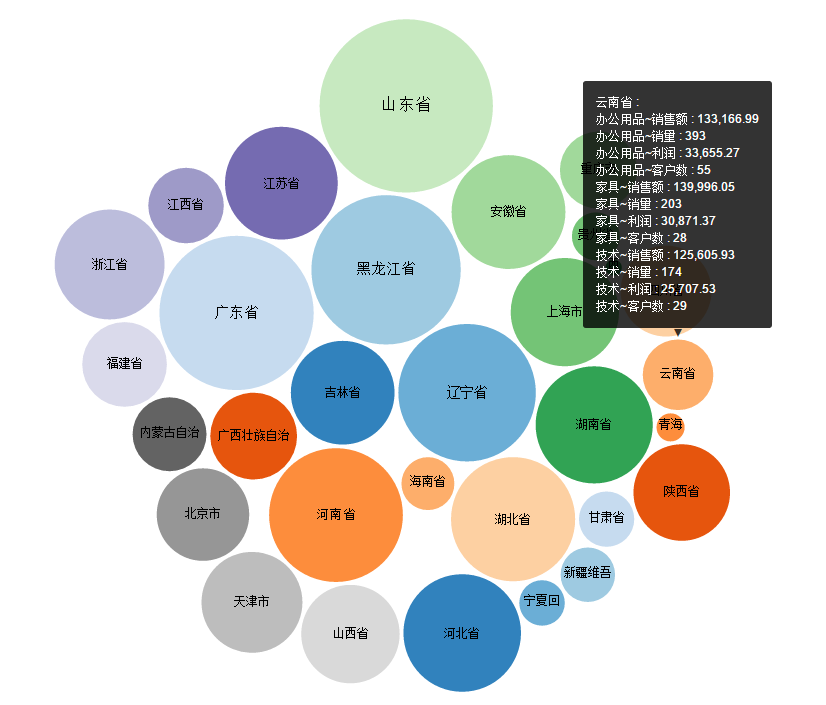 山东省
云南省 :
办公用品~销售额 : 133,166.99
办公用品~销量 : 393
办公用品~利润 : 33,655.27
办公用品~客户数 : 55
家具~销售额 : 139,996.05
家具~销量 : 203
家具~利润 : 30,871.37
家具~客户数 : 28
技术~销售额 : 125,605.93
技术~销量 : 174
技术~利润 : 25,707.53
技术~客户数 : 29
江苏省
江西省
安徽省
浙江省
黑龙江省
广东省
上海市
福建省
云南省
吉林省
辽宁省
湖南省
青海
内蒙古自治
广西壮族自治
海南省
陕西省
北京市
河南省
湖北省
甘肃省
新疆维吾
天津市
宁夏回
山西省
河北省